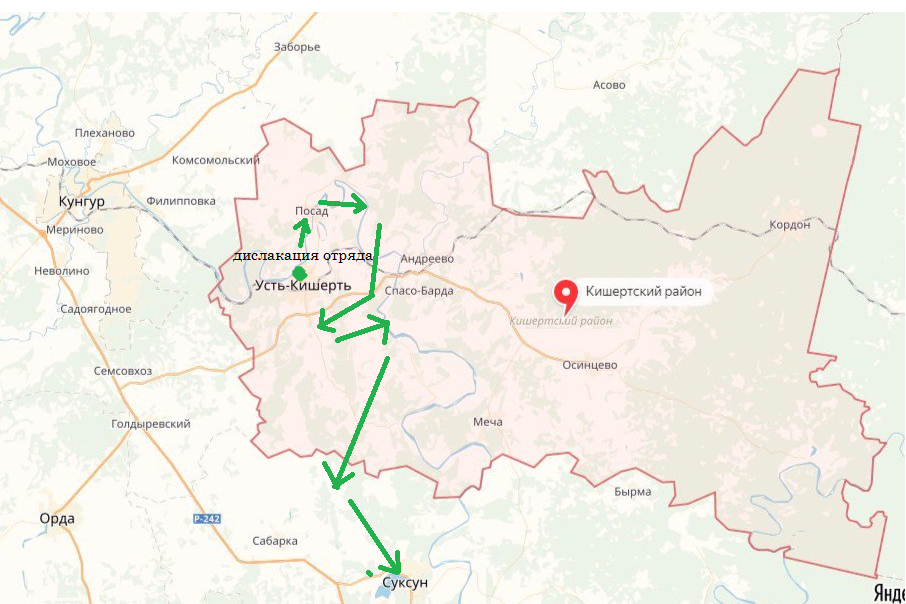 Заборье
Асово
Плеханово
Моховое
Комсомольский
Кунгур
Филипповка
Посад
Мериново
Кордон
дислакация отряда
Андреево
Неволино
Усть-Кишерть
Спасо-Барда
Кишертский район
Садоягодное
Кишертский район
Семсовхоз
Осинцево
Голдыревский
Меча
Бырма
Орда
Р-242
Сабарка
Суксун
Янде